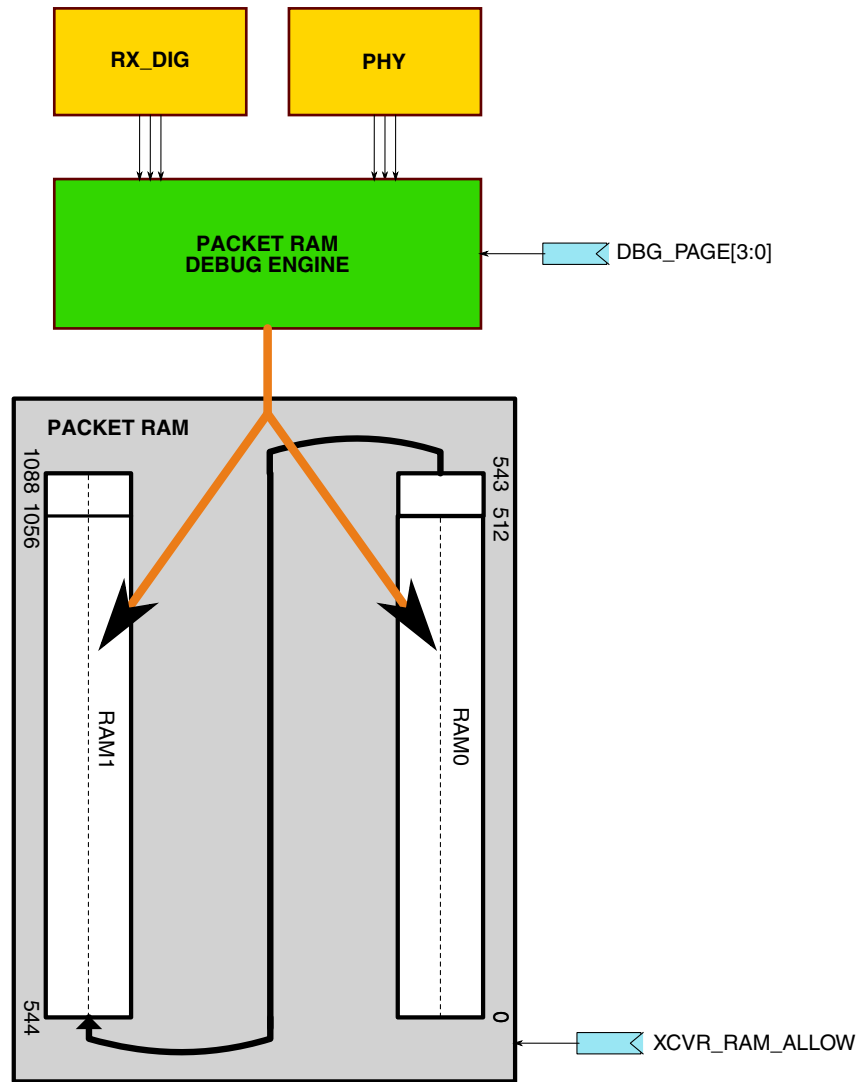 RX_DIG
PHY
PACKET RAM
DEBUG ENGINE
DBG_PAGE[3:0]
PACKET RAM
1088
1056
543
512
RAM1
RAM0
544
0
XCVR_RAM_ALLOW